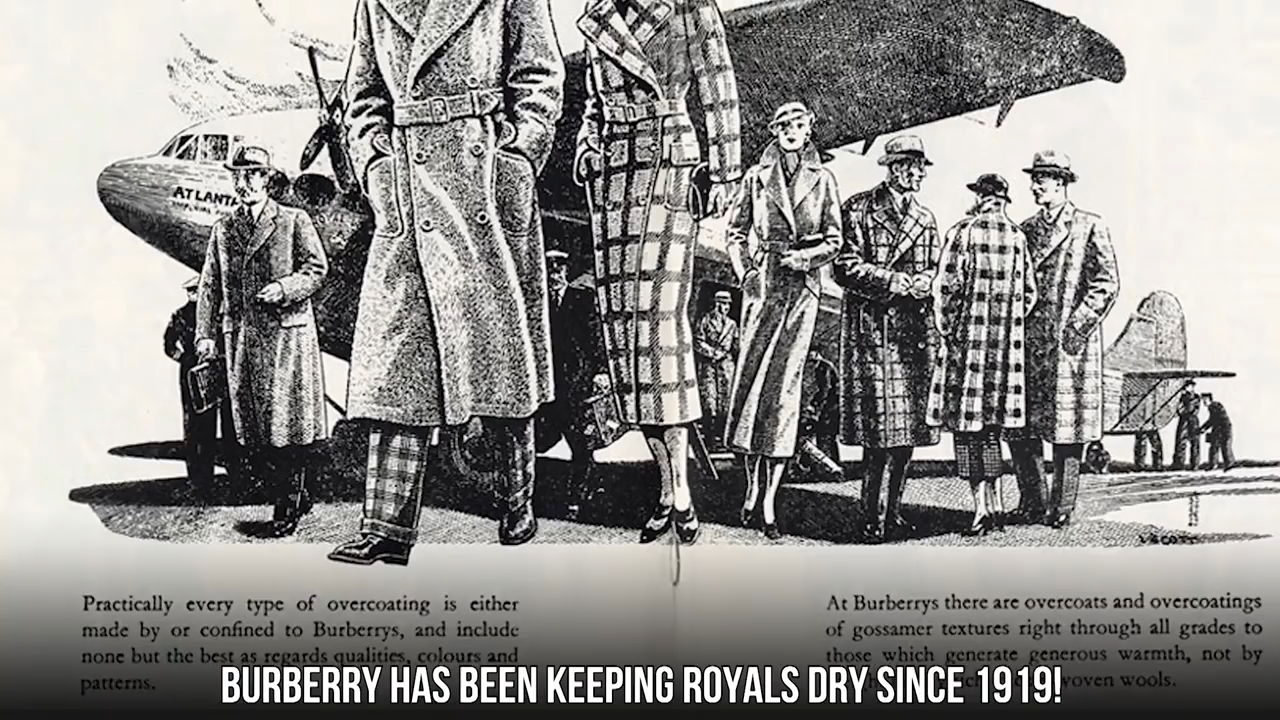 ATLANTA
Practically every type of overcoating is either
made by or confined to Burberrys, and include
none but the best as regards qualities, colours and
patterns.
At Burberrys there are overcoats and overcoatings
of gossamer textures right through all grades to
those which generate generous warmth, not by
woven wools.
BURBERRY HAS BEEN KEEPING ROYALS DRY SINCE 1919!